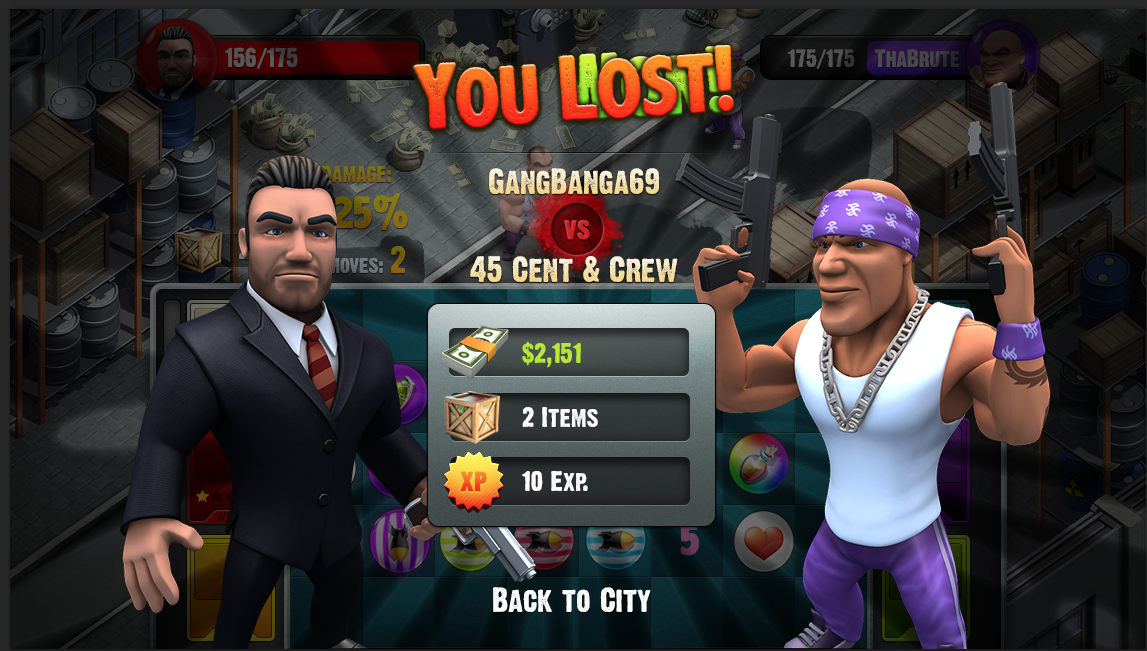 156/175
YOU LOST!
175/175 THABRUTE
DAMAGE:
25%
MOVES: 2
GANGBANGA69
VS
45 CENT & CREW
$2,151
2 ITEMS
XP 10 EXP.
5
BACK TO CITY